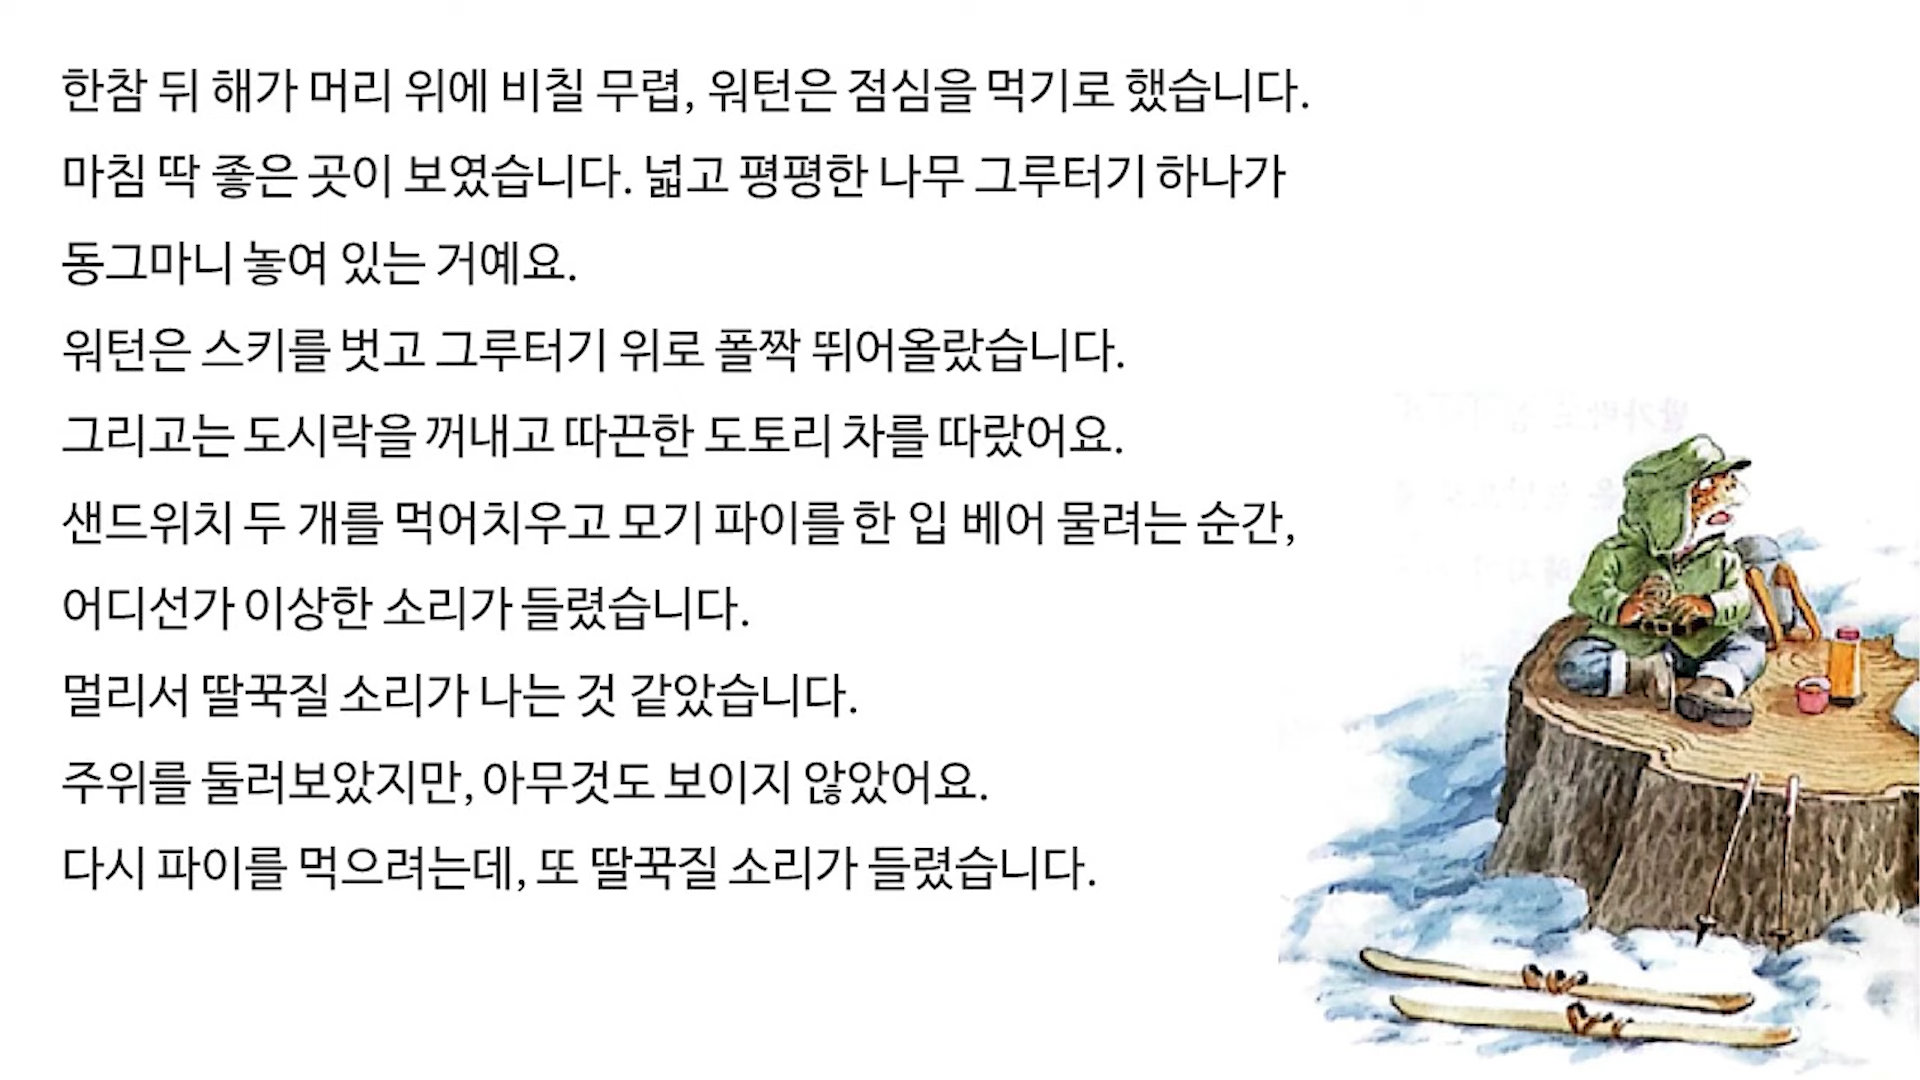 한참 뒤 해가 머리 위에 비칠 무렵, 워턴은 점심을 먹기로 했습니다.
마침 딱 좋은 곳이 보였습니다. 넓고 평평한 나무 그루터기 하나가
동그마니 놓여 있는 거예요.
워턴은 스키를 벗고 그루터기 위로 폴짝 뛰어올랐습니다.
그리고는 도시락을 꺼내고 따끈한 도토리 차를 따랐어요.
샌드위치 두 개를 먹어치우고 모기 파이를 한 입 베어 물려는 순간,
어디선가 이상한 소리가 들렸습니다.
멀리서 딸꾹질 소리가 나는 것 같았습니다.
주위를 둘러보았지만, 아무것도 보이지 않았어요.
다시 파이를 먹으려는데, 또 딸꾹질 소리가 들렸습니다.